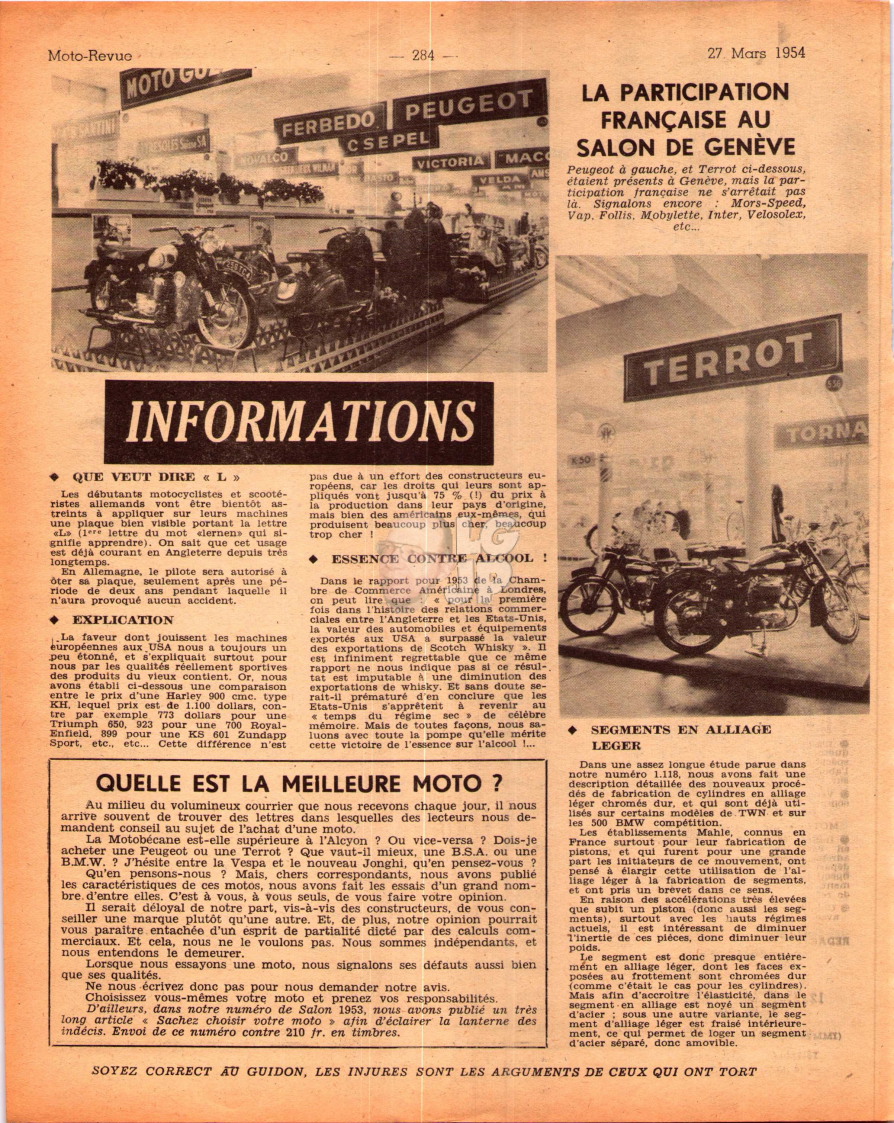 Moto-Revue
— 284 —
27 Mars 1954
MOTO GU
FERBEDO
PEUGEOT
CSEPEL
VICTORIA
MAC
VELDA
LA PARTICIPATION
FRANÇAISE AU
SALON DE GENÈVE
Peugeot à gauche, et Terrot ci-dessous,
étaient présents à Genève, mais la par-
ticipation française ne s'arrêtait pas
là. Signalons encore : Mors-Speed,
Vap, Follis, Mobylette, Inter, Velosolex,
etc...
TERROT
TORNA
INFORMATIONS
◆ QUE VEUT DIRE « L »
Les débutants motocyclistes et scooté-
ristes allemands vont être bientôt as-
treints à appliquer sur leurs machines
une plaque bien visible portant la lettre
«L» (1ere lettre du mot «lernen» qui si-
gnifie apprendre). On sait que cet usage
est déjà courant en Angleterre depuis très
longtemps.
En Allemagne, le pilote sera autorisé à
ôter sa plaque, seulement après une pé-
riode de deux ans pendant laquelle il
n'aura provoqué aucun accident.
◆ EXPLICATION
La faveur dont jouissent les machines
européennes aux USA nous a toujours un
peu étonné, et s'expliquait surtout pour
nous par les qualités réellement sportives
des produits du vieux contient. Or, nous
avons établi ci-dessous une comparaison
entre le prix d'une Harley 900 cmc. type
KH, lequel prix est de 1.100 dollars, con-
tre par exemple 773 dollars pour une
Triumph 650, 923 pour une 700 Royal-
Enfield, 899 pour une KS 601 Zundapp
Sport, etc., etc... Cette différence n'est
pas due à un effort des constructeurs eu-
ropéens, car les droits qui leurs sont ap-
pliqués vont jusqu'à 75 % (!) du prix à
la production dans leur pays d'origine,
mais bien des américains eux-mêmes, qui
produisent beaucoup plus cher, beaucoup
trop cher !
◆ ESSENCE CONTRE ALCOOL !
Dans le rapport pour 1953 de la Cham-
bre de Commerce Américaine à Londres,
on peut lire que : « pour la première
fois dans l'histoire des relations commer-
ciales entre l'Angleterre et les Etats-Unis,
la valeur des automobiles et équipements
exportés aux USA a surpassé la valeur
des exportations de Scotch Whisky ». Il
est infiniment regrettable que ce même
rapport ne nous indique pas si ce résul-
tat est imputable à une diminution des
exportations de whisky. Et sans doute se-
rait-il prématuré d'en conclure que les
Etats-Unis s'apprêtent à revenir au
« temps du régime sec » de célèbre
mémoire. Mais de toutes façons, nous sa-
luons avec toute la pompe qu'elle mérite
cette victoire de l'essence sur l'alcool !...
◆ SEGMENTS EN ALLIAGE
LEGER
Dans une assez longue étude parue dans
notre numéro 1.118, nous avons fait une
description détaillée des nouveaux procé-
dés de fabrication de cylindres en alliage
léger chromés dur, et qui sont déjà uti-
lisés sur certains modèles de TWN et sur
les 500 BMW compétition.
Les établissements Mahle, connus en
France surtout pour leur fabrication de
pistons, et qui furent pour une grande
part les initiateurs de ce mouvement, ont
pensé à élargir cette utilisation de l'al-
liage léger à la fabrication de segments,
et ont pris un brevet dans ce sens.
En raison des accélérations très élevées
que subit un piston (donc aussi les seg-
ments), surtout avec les hauts régimes
actuels, il est intéressant de diminuer
l'inertie de ces pièces, donc diminuer leur
poids.
Le segment est donc presque entière-
ment en alliage léger, dont les faces ex-
posées au frottement sont chromées dur
(comme c'était le cas pour les cylindres).
Mais afin d'accroître l'élasticité, dans le
segment en alliage est noyé un segment
d'acier ; sous une autre variante, le seg-
ment d'alliage léger est fraisé intérieure-
ment, ce qui permet de loger un segment
d'acier séparé, donc amovible.
QUELLE EST LA MEILLEURE MOTO ?
Au milieu du volumineux courrier que nous recevons chaque jour, il nous
arrive souvent de trouver des lettres dans lesquelles des lecteurs nous de-
mandent conseil au sujet de l'achat d'une moto.
La Motobécane est-elle supérieure à l'Alcyon ? Ou vice-versa ? Dois-je
acheter une Peugeot ou une Terrot ? Que vaut-il mieux, une B.S.A. ou une
B.M.W. ? J'hésite entre la Vespa et le nouveau Jonghi, qu'en pensez-vous ?
Qu'en pensons-nous ? Mais, chers correspondants, nous avons publié
les caractéristiques de ces motos, nous avons fait les essais d'un grand nom-
bre d'entre elles. C'est à vous, à vous seuls, de vous faire votre opinion.
Il serait déloyal de notre part, vis-à-vis des constructeurs, de vous con-
seiller une marque plutôt qu'une autre. Et, de plus, notre opinion pourrait
vous paraître entachée d'un esprit de partialité dicté par des calculs com-
merciaux. Et cela, nous ne le voulons pas. Nous sommes indépendants, et
nous entendons le demeurer.
Lorsque nous essayons une moto, nous signalons ses défauts aussi bien
que ses qualités.
Ne nous écrivez donc pas pour nous demander notre avis.
Choisissez vous-mêmes votre moto et prenez vos responsabilités.
D'ailleurs, dans notre numéro de Salon 1953, nous avons publié un très
long article « Sachez choisir votre moto » afin d'éclairer la lanterne des
indécis. Envoi de ce numéro contre 210 fr. en timbres.
SOYEZ CORRECT AU GUIDON, LES INJURES SONT LES ARGUMENTS DE CEUX QUI ONT TORT